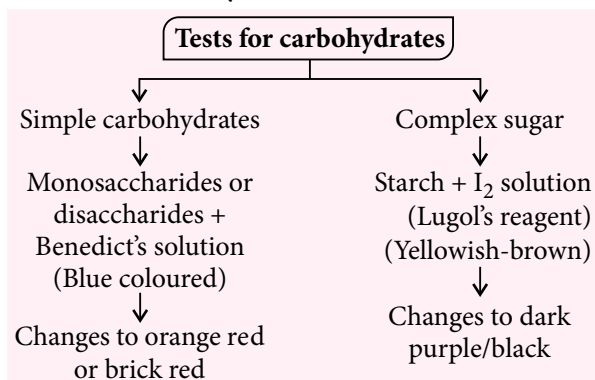 Tests for carbohydrates
Simple carbohydrates
Monosaccharides or
disaccharides +
Benedict's solution
(Blue coloured)
Changes to orange red
or brick red
Complex sugar
Starch + I₂ solution
(Lugol's reagent)
(Yellowish-brown)
Changes to dark
purple/black